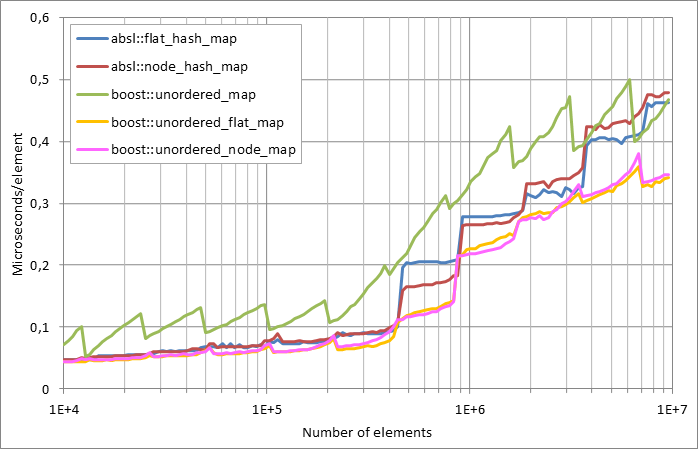 0,6
0,5
0,4
0,3
0,2
0,1
0
Microseconds/element
absl::flat_hash_map
absl::node_hash_map
boost::unordered_map
boost::unordered_flat_map
boost::unordered_node_map
1E+4 1E+5 1E+6 1E+7
Number of elements